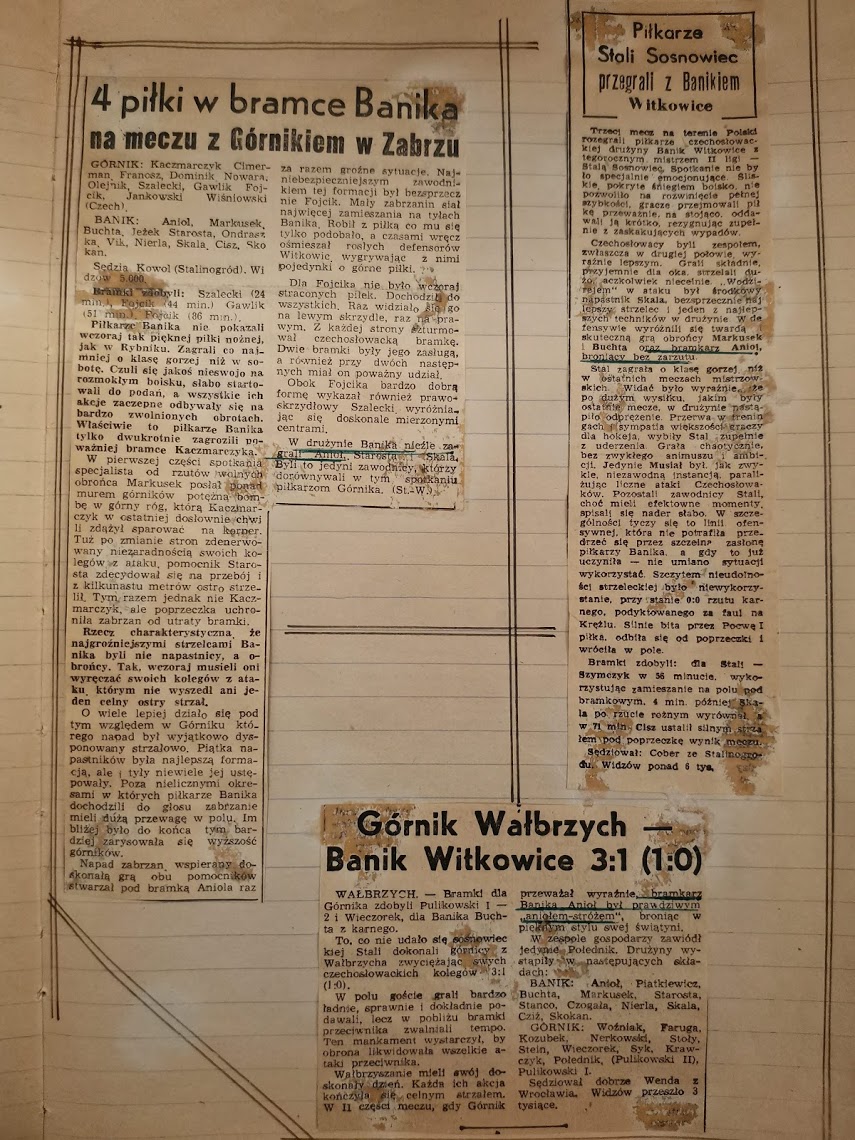 4 piłki w bramce Banika
na meczu z Górnikiem w Zabrzu
GÓRNIK: Kaczmarczyk Cimer-
man, Franosz, Dominik Nowara,
Olejnik, Szalecki, Gawlik Foj-
cik, Jankowski Wiśniowski
(Czech).
BANIK: Anioł, Markusek,
Buchta, Jeżek Starosta, Ondrasz
ka, Vik, Nierla, Skala, Cisz, Sko
kan.
Sędzia Kowol (Stalinogród). Wi
dzów 5.000
Bramki zdobyli: Szalecki (24
min.), Fojcik (44 min.) Gawlik
(51 min.) Fojcik (86 min.).
Piłkarze Banika nie pokazali
wczoraj tak pięknej piłki nożnej,
jak w Rybniku. Zagrali co naj-
mniej o klasę gorzej niż w so-
botę. Czuli się jakoś nieswojo na
rozmokłym boisku, słabo starto-
wali do podań, a wszystkie ich
akcje zaczepne odbywały się na
bardzo zwolnionych obrotach.
Właściwie to piłkarze Banika
tylko dwukrotnie zagrozili po-
ważniej bramce Kaczmarczyka.
W pierwszej części spotkania
specjalista od rzutów wolnych
obrońca Markusek posłał ponad
murem górników potężną bom-
bę w górny róg, którą Kaczmar-
czyk w ostatniej dosłownie chwi
li zdążył sparować na korner.
Tuż po zmianie stron zdenerwo-
wany niezaradnością swoich ko-
legów z ataku, pomocnik Staro-
sta zdecydował się na przebój i
z kilkunastu metrów ostro strze-
lił. Tym razem jednak nie Kacz-
marczyk, ale poprzeczka uchro-
niła zabrzan od utraty bramki.
Rzecz charakterystyczna że
najgroźniejszymi strzelcami Ba-
nika byli nie napastnicy, a o-
brońcy. Tak, wczoraj musieli oni
wyręczać swoich kolegów z ata-
ku, którym nie wyszedł ani je-
den celny ostry strzał.
O wiele lepiej działo się pod
tym względem w Górniku któ-
rego napad był wyjątkowo dys-
ponowany strzałowo. Piątka na-
pastników była najlepszą forma-
cją, ale i tyły niewiele jej ustę-
powały. Poza nielicznymi okre-
sami w których piłkarze Banika
dochodzili do głosu zabrzanie
mieli dużą przewagę w polu. Im
bliżej było do końca tym bar-
dziej zarysowała się wyższość
górników.
Napad zabrzan, wspierany do-
skonałą grą obu pomocników
stwarzał pod bramką Anioła raz
za razem groźne sytuacje. Naj-
niebezpieczniejszym zawodni-
kiem tej formacji był bezsprzecz
nie Fojcik. Mały zabrzanin siał
najwięcej zamieszania na tyłach
Banika. Robił z piłką co mu się
tylko podobało, a czasami wręcz
ośmieszał rosłych defensorów
Witkowic, wygrywając z nimi
pojedynki o górne piłki.
Dla Fojcika nie było wczoraj
straconych piłek. Dochodził do
wszystkich. Raz widziało się go
na lewym skrzydle, raz na pra-
wym. Z każdej strony szturmo-
wał czechosłowacką bramkę.
Dwie bramki były jego zasługą,
a również przy dwóch następ-
nych miał on poważny udział.
Obok Fojcika bardzo dobrą
formę wykazał również prawo-
skrzydłowy Szalecki, wyróżnia-
jąc się doskonale mierzonymi
centrami.
W drużynie Banika nieźle za-
grali Anioł, Starosta i Skala.
Byli to jedyni zawodnicy, którzy
dorównywali w tym spotkaniu
piłkarzom Górnika. (St.-W.)
Piłkarze
Stali Sosnowiec
przegrali z Banikiem
Witkowice
Trzeci mecz na terenie Polski
rozegrali piłkarze czechosłowac-
kiej drużyny Banik Witkowice z
tegorocznym mistrzem II ligi —
Stalą Sosnowiec. Spotkanie nie by
ło specjalnie emocjonujące. Ślis-
kie, pokryte śniegiem boisko, nie
pozwoliło na rozwinięcie pełnej
szybkości, gracze przejmowali pił
kę przeważnie, na stojąco, odda-
wali ją krótko, rezygnując zupeł-
nie z zaskakujących wypadów.
Czechosłowacy byli zespołem,
zwłaszcza w drugiej połowie, wy-
raźnie lepszym. Grali składnie,
przyjemnie dla oka, strzelali du-
żo, aczkolwiek niecelnie. „Wodzi-
rejem" w ataku był środkowy
napastnik Skala, bezsprzecznie naj
lepszy strzelec i jeden z najlep-
szych techników w drużynie. W de
fensywie wyróżnili się twardą i
skuteczną grą obrońcy Markusek
i Buchta oraz bramkarz Anioł,
broniący bez zarzutu.
Stal zagrała o klasę gorzej, niż
w ostatnich meczach mistrzow-
skich. Widać było wyraźnie, że
po dużym wysiłku, jakim były
ostatnie mecze, w drużynie nastą-
piło odprężenie. Przerwa w trenin
gach i sympatia większości graczy
dla hokeja, wybiły Stal zupełnie
z uderzenia. Grała chaotycznie,
bez zwykłego animuszu i ambi-
cji. Jedynie Musiał był, jak zwy-
kle, niezawodną instancją, parali-
żując liczne ataki Czechosłowa-
ków. Pozostali zawodnicy Stali,
choć mieli efektowne momenty,
spisali się nader słabo. W szcze-
gólności tyczy się to linii ofen-
sywnej, która nie potrafiła prze-
drzeć się przez szczelną zasłonę
piłkarzy Banika, a gdy to już
uczyniła — nie umiano sytuacji
wykorzystać. Szczytem nieudolno-
ści strzeleckiej było niewykorzy-
stanie, przy stanie 0:0 rzutu kar-
nego, podyktowanego za faul na
Krężlu. Silnie bita przez Pocwę I
piłka, odbiła się od poprzeczki i
wróciła w pole.
Bramki zdobyli: dla Stali —
Szymczyk w 56 minucie, wyko-
rzystując zamieszanie na polu pod
bramkowym, 4 min. później Ska-
la po rzucie rożnym wyrównał, a
w 71 min. Cisz ustalił silnym strza
łem pod poprzeczkę wynik meczu.
Sędziował: Cober ze Stalinogro-
du. Widzów ponad 6 tys.
Górnik Wałbrzych —
Banik Witkowice 3:1 (1:0)
WAŁBRZYCH. — Bramki dla
Górnika zdobyli Pulikowski I —
2 i Wieczorek, dla Banika Buch-
ta z karnego.
To, co nie udało się sosnowiec
kiej Stali dokonali górnicy z
Wałbrzycha zwyciężając swych
czechosłowackich kolegów 3:1
(1:0).
W polu goście grali bardzo
ładnie, sprawnie i dokładnie po-
dawali, lecz w pobliżu bramki
przeciwnika zwalniali tempo.
Ten mankament wystarczył, by
obrona likwidowała wszelkie a-
taki przeciwnika.
Wałbrzyszanie mieli swój do-
skonały dzień. Każda ich akcja
kończyła się celnym strzałem.
W II części meczu, gdy Górnik
przeważał wyraźnie, bramkarz
Banika Anioł był prawdziwym
„aniołem-stróżem", broniąc w
pięknym stylu swej świątyni.
W zespole gospodarzy zawiódł
jedynie Połednik. Drużyny wy-
stąpiły w następujących skła-
dach:
BANIK: Anioł, Piatkiewicz,
Buchta, Markusek, Starosta,
Stanco, Czogała, Nierla, Skala,
Cziż, Skokan.
GÓRNIK: Woźniak, Faruga,
Kozubek, Nerkowski, Stoły,
Stein, Wieczorek, Syk, Kraw-
czyk, Połednik, (Pulikowski II),
Pulikowski I.
Sędziował dobrze Wenda z
Wrocławia. Widzów przeszło 3
tysiące.